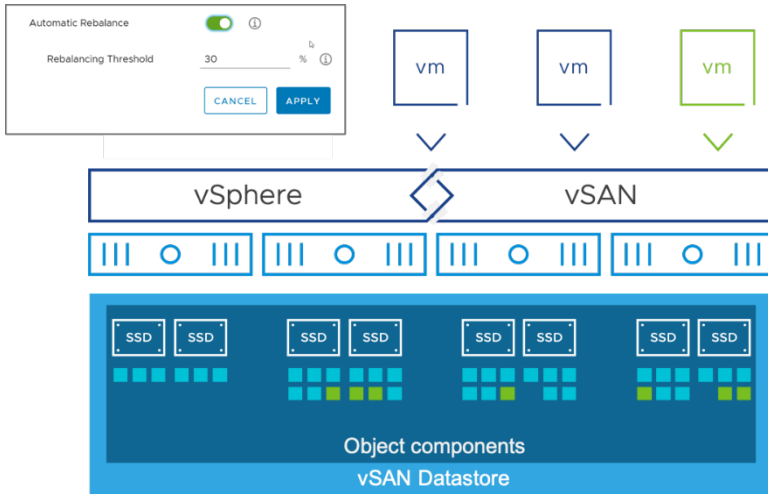 Automatic Rebalance
Rebalancing Threshold 30 %
CANCEL APPLY
vm vm vm
vSphere vSAN
SSD SSD SSD SSD SSD SSD SSD SSD
Object components
vSAN Datastore